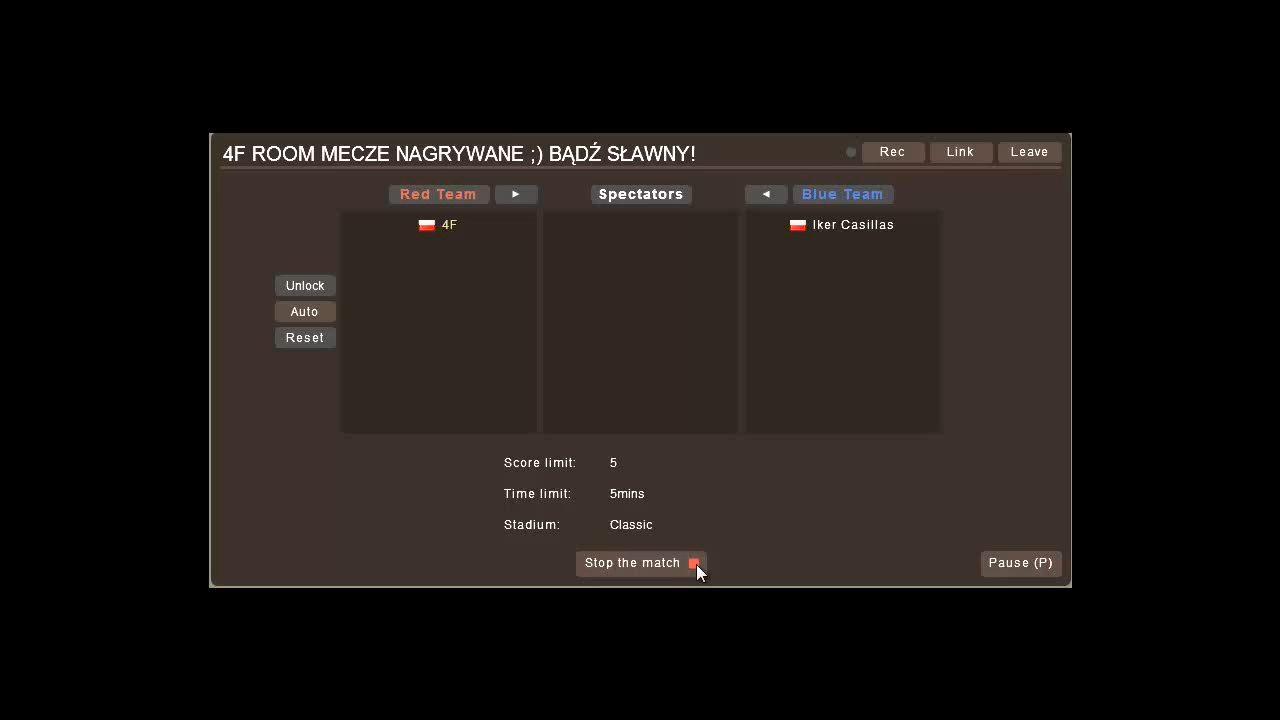 4F ROOM MECZE NAGRYWANE ;) BĄDŹ SŁAWNY!
Rec Link Leave
Red Team Spectators Blue Team
4F Iker Casillas
Unlock
Auto
Reset
Score limit: 5
Time limit: 5mins
Stadium: Classic
Stop the match Pause (P)